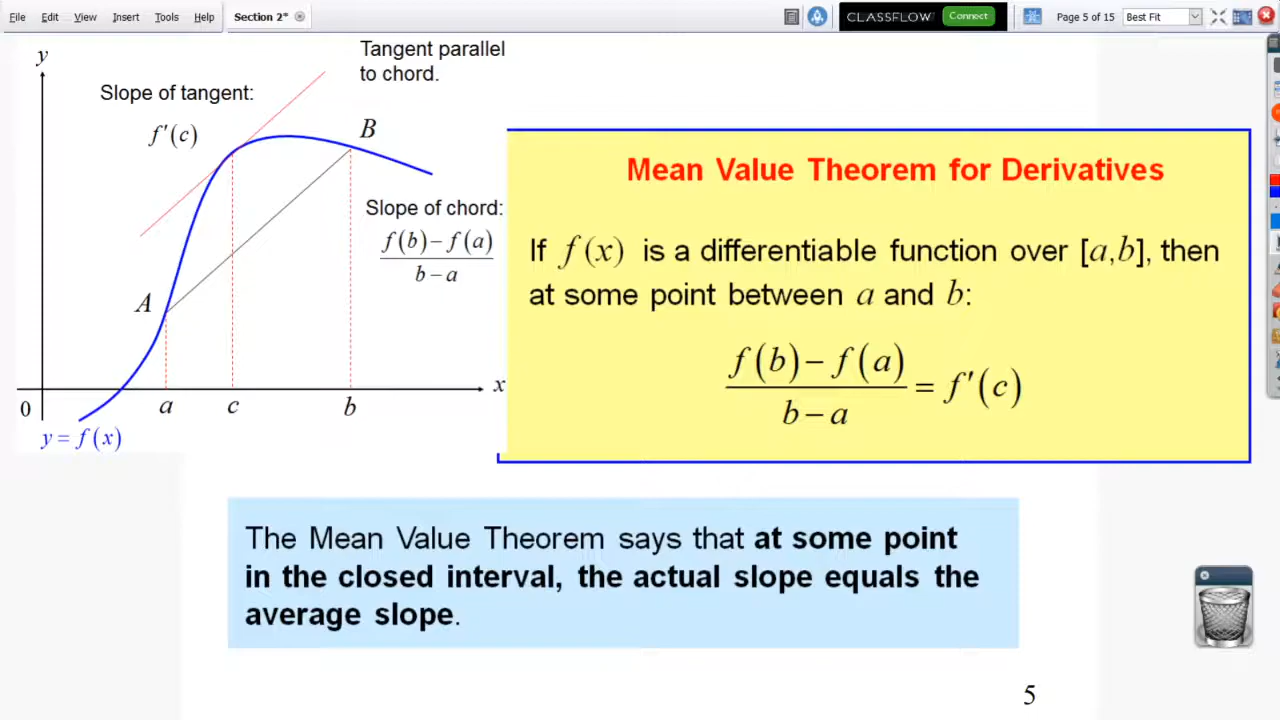 File Edit View Insert Tools Help Section 2* CLASSFLOW Connect Page 5 of 15 Best Fit
y
Tangent parallel
to chord.
Slope of tangent:
f'(c)
B
Slope of chord:
f(b) − f(a)
b − a
A
x
0 a c b
y = f(x)
Mean Value Theorem for Derivatives
If f(x) is a differentiable function over [a,b], then
at some point between a and b:
f(b) − f(a)
b − a
= f'(c)
The Mean Value Theorem says that at some point
in the closed interval, the actual slope equals the
average slope.
5